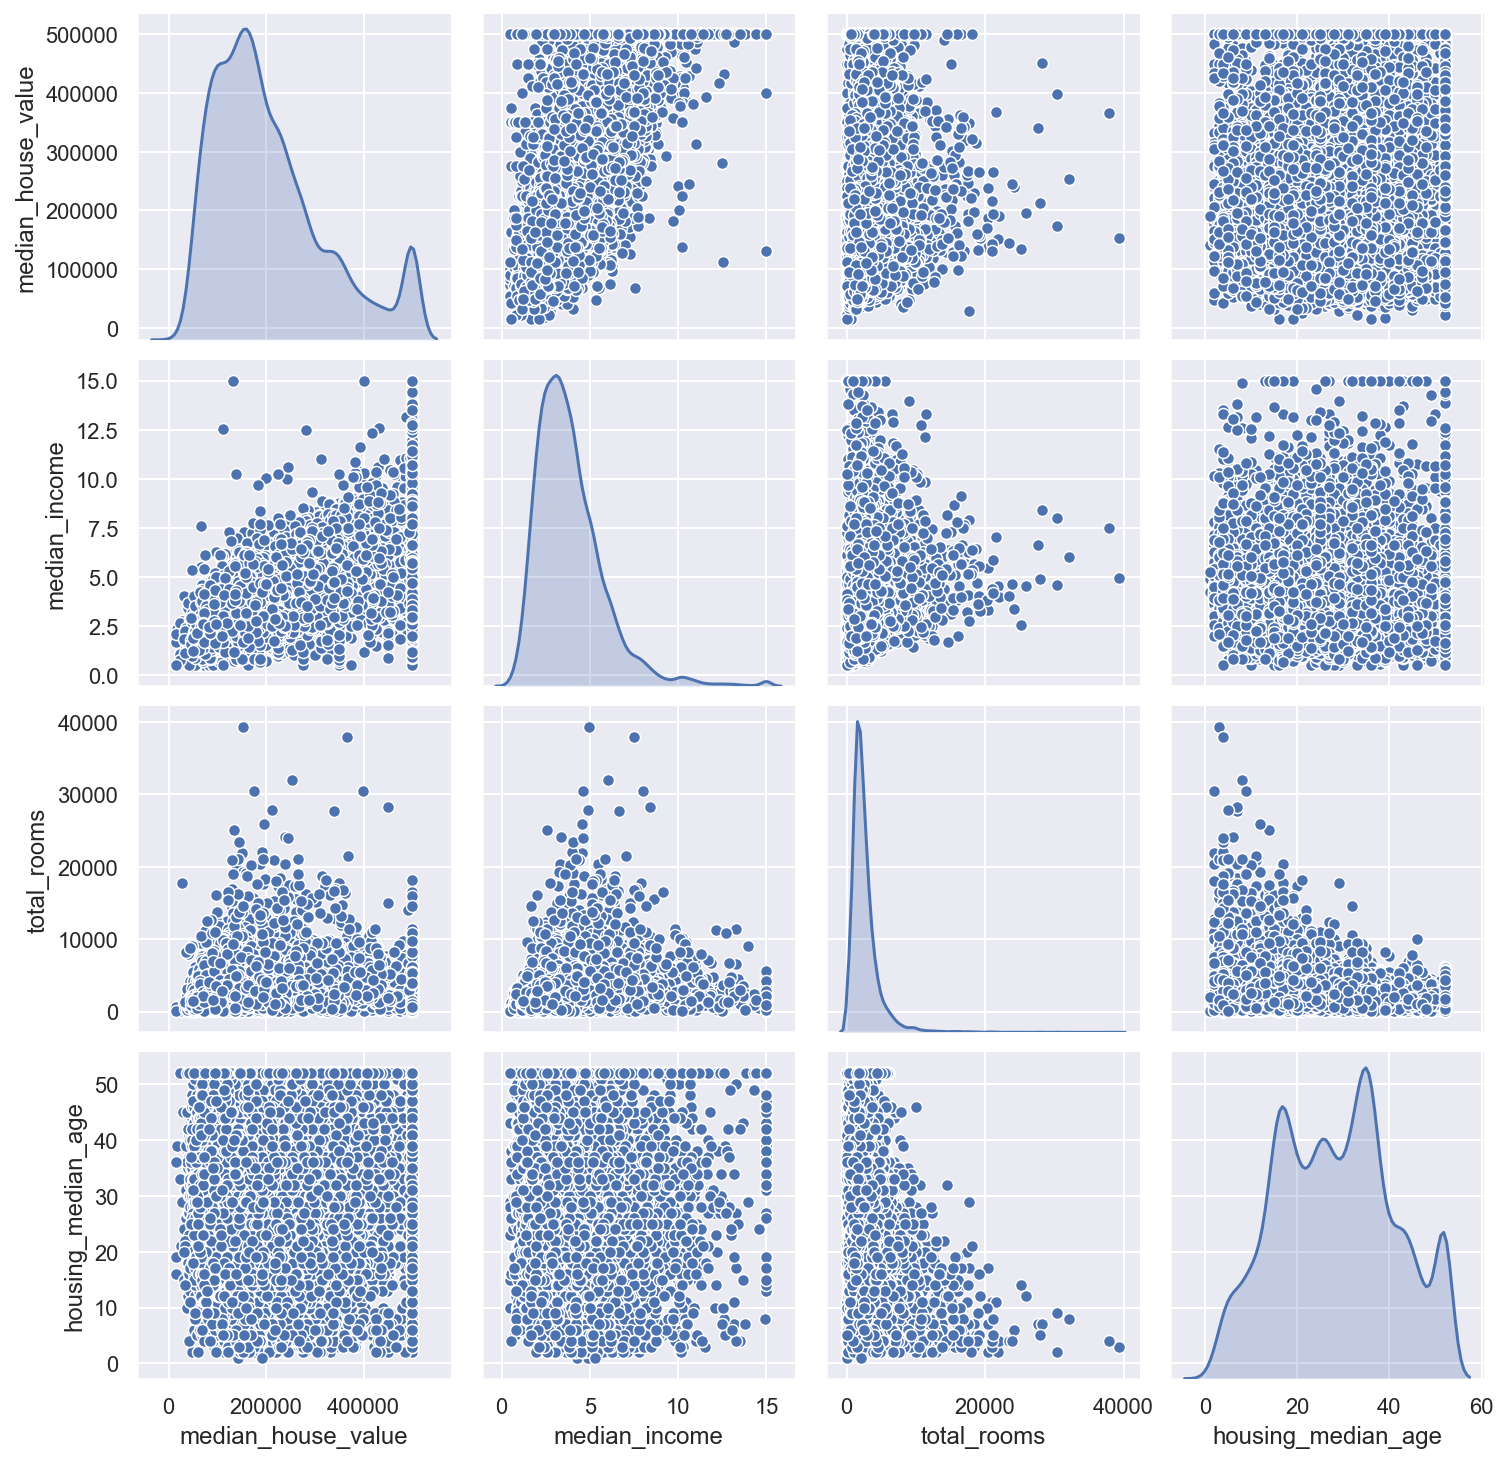 500000
400000
300000
200000
100000
0
median_house_value
15.0
12.5
10.0
7.5
5.0
2.5
0.0
median_income
40000
30000
20000
10000
0
total_rooms
50
40
30
20
10
0
housing_median_age
0 200000 400000
median_house_value
0 5 10 15
median_income
0 20000 40000
total_rooms
0 20 40 60
housing_median_age